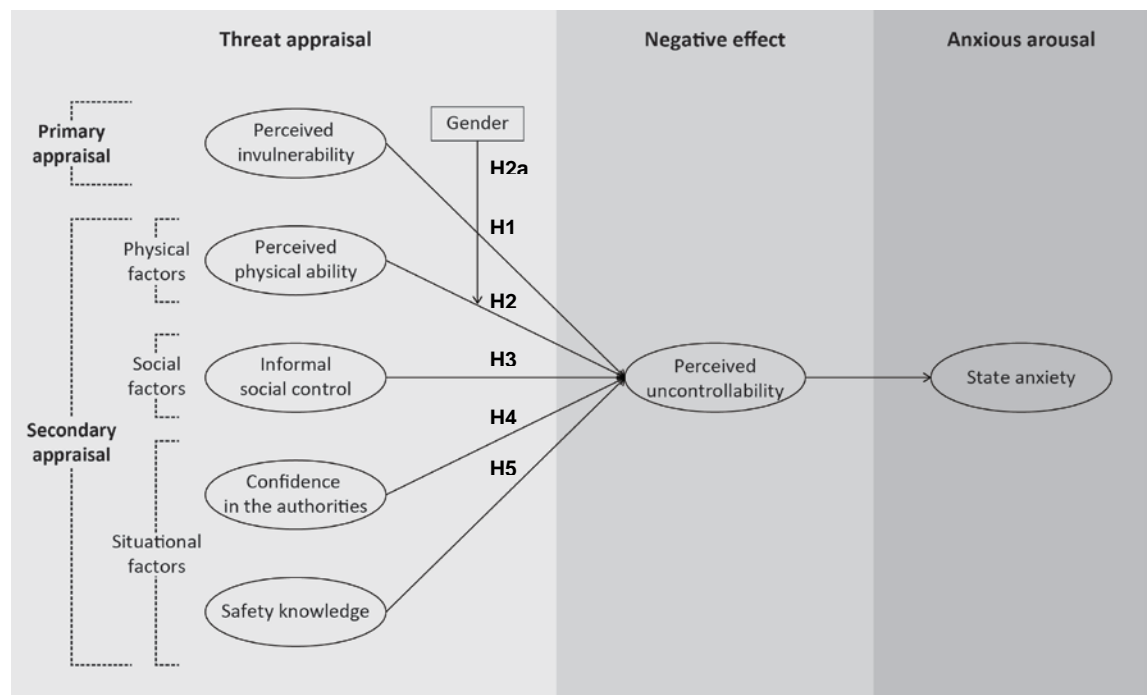 Threat appraisal
Negative effect
Anxious arousal
Primary
appraisal
Perceived
invulnerability
Gender
H2a
H1
Physical
factors
Perceived
physical ability
H2
Social
factors
Informal
social control
H3
Perceived
uncontrollability
State anxiety
Secondary
appraisal
H4
H5
Situational
factors
Confidence
in the authorities
Safety knowledge